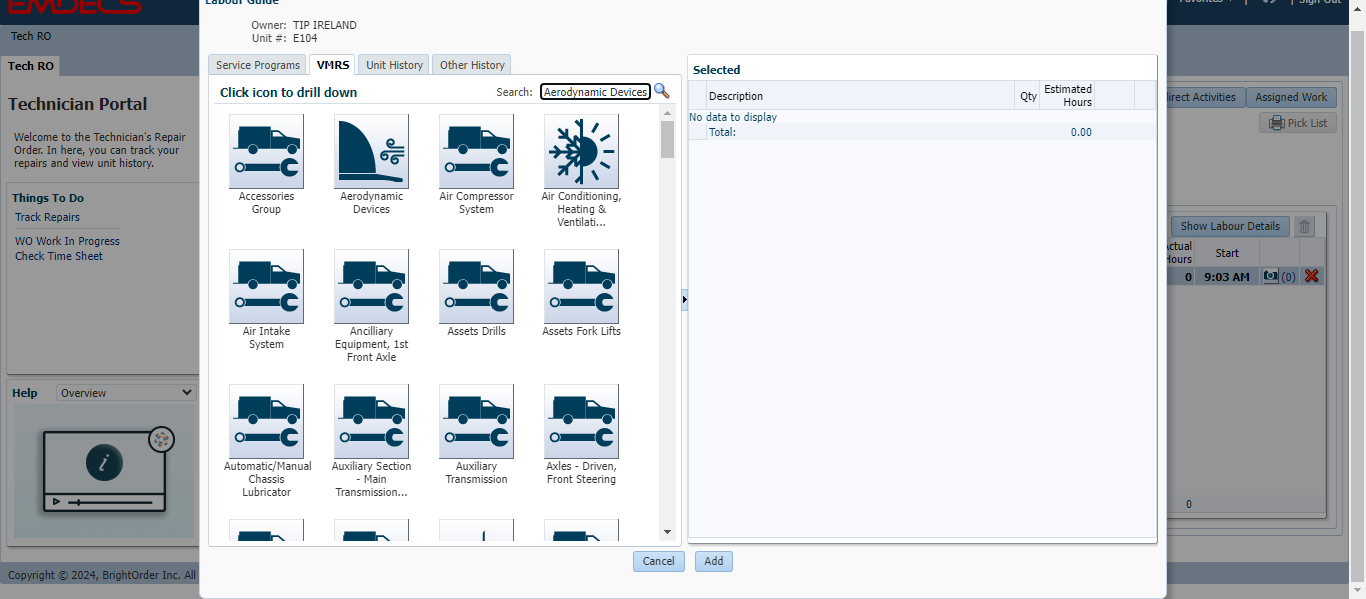 EMDECS
Labour Guide
Sign Out
Tech RO
Owner: TIP IRELAND
Unit #: E104
Tech RO
Service Programs
VMRS
Unit History
Other History
Technician Portal
Welcome to the Technician's Repair
Order. In here, you can track your
repairs and view unit history.
Things To Do
Track Repairs
WO Work In Progress
Check Time Sheet
Help
Overview
i
Click icon to drill down
Search: Aerodynamic Devices
Accessories
Group
Aerodynamic
Devices
Air Compressor
System
Air Conditioning,
Heating &
Ventilati...
Air Intake
System
Ancilliary
Equipment, 1st
Front Axle
Assets Drills
Assets Fork Lifts
Automatic/Manual
Chassis
Lubricator
Auxiliary Section
- Main
Transmission...
Auxiliary
Transmission
Axles - Driven,
Front Steering
Selected
Description
Qty
Estimated
Hours
No data to display
Total: 0.00
Cancel
Add
irect Activities
Assigned Work
Pick List
Show Labour Details
ctual
Hours
Start
0
9:03 AM
(0)
0
Copyright © 2024, BrightOrder Inc. All